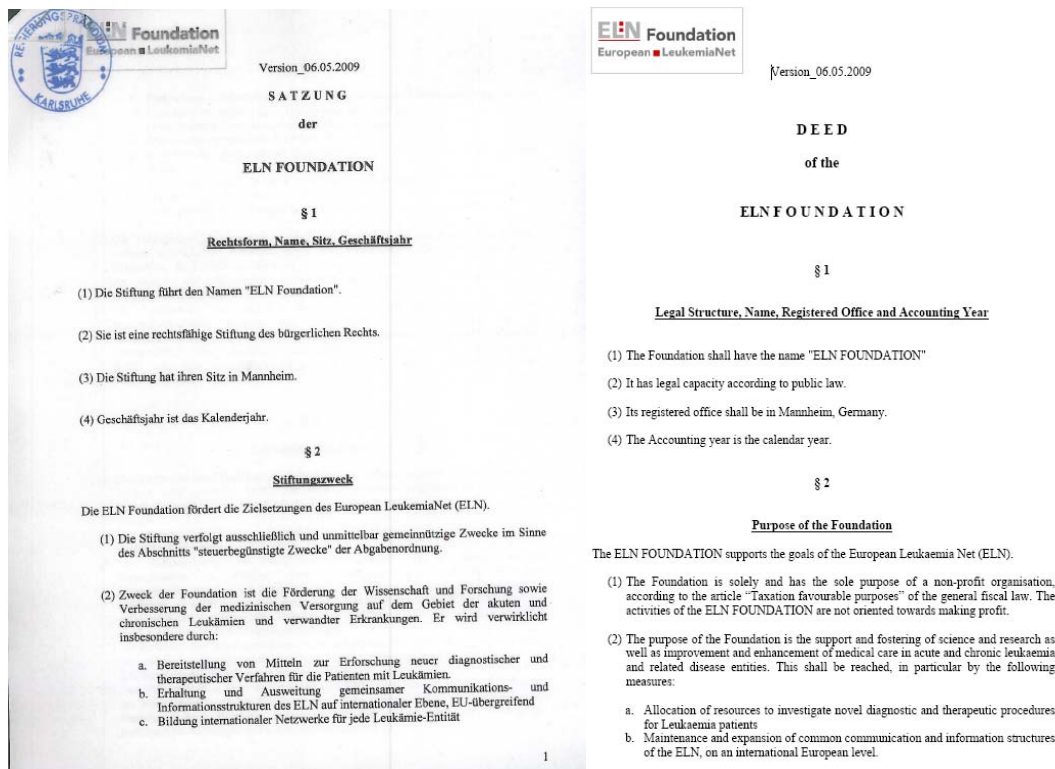 REGIERUNGSPRÄSIDIUM
KARLSRUHE
ELN Foundation
European LeukemiaNet
Version_06.05.2009
S A T Z U N G
der
ELN FOUNDATION
§ 1
Rechtsform, Name, Sitz, Geschäftsjahr
(1) Die Stiftung führt den Namen "ELN Foundation".
(2) Sie ist eine rechtsfähige Stiftung des bürgerlichen Rechts.
(3) Die Stiftung hat ihren Sitz in Mannheim.
(4) Geschäftsjahr ist das Kalenderjahr.
§ 2
Stiftungszweck
Die ELN Foundation fördert die Zielsetzungen des European LeukemiaNet (ELN).
(1) Die Stiftung verfolgt ausschließlich und unmittelbar gemeinnützige Zwecke im Sinne
des Abschnitts "steuerbegünstigte Zwecke" der Abgabenordnung.
(2) Zweck der Foundation ist die Förderung der Wissenschaft und Forschung sowie
Verbesserung der medizinischen Versorgung auf dem Gebiet der akuten und
chronischen Leukämien und verwandter Erkrankungen. Er wird verwirklicht
insbesondere durch:
a. Bereitstellung von Mitteln zur Erforschung neuer diagnostischer und
therapeutischer Verfahren für die Patienten mit Leukämien.
b. Erhaltung und Ausweitung gemeinsamer Kommunikations- und
Informationsstrukturen des ELN auf internationaler Ebene, EU-übergreifend
c. Bildung internationaler Netzwerke für jede Leukämie-Entität
1
ELN Foundation
European LeukemiaNet
Version_06.05.2009
D E E D
of the
ELN F O U N D A T I O N
§ 1
Legal Structure, Name, Registered Office and Accounting Year
(1) The Foundation shall have the name "ELN FOUNDATION"
(2) It has legal capacity according to public law.
(3) Its registered office shall be in Mannheim, Germany.
(4) The Accounting year is the calendar year.
§ 2
Purpose of the Foundation
The ELN FOUNDATION supports the goals of the European Leukaemia Net (ELN).
(1) The Foundation is solely and has the sole purpose of a non-profit organisation,
according to the article “Taxation favourable purposes” of the general fiscal law. The
activities of the ELN FOUNDATION are not oriented towards making profit.
(2) The purpose of the Foundation is the support and fostering of science and research as
well as improvement and enhancement of medical care in acute and chronic leukaemia
and related disease entities. This shall be reached, in particular by the following
measures:
a. Allocation of resources to investigate novel diagnostic and therapeutic procedures
for Leukaemia patients
b. Maintenance and expansion of common communication and information structures
of the ELN, on an international European level.